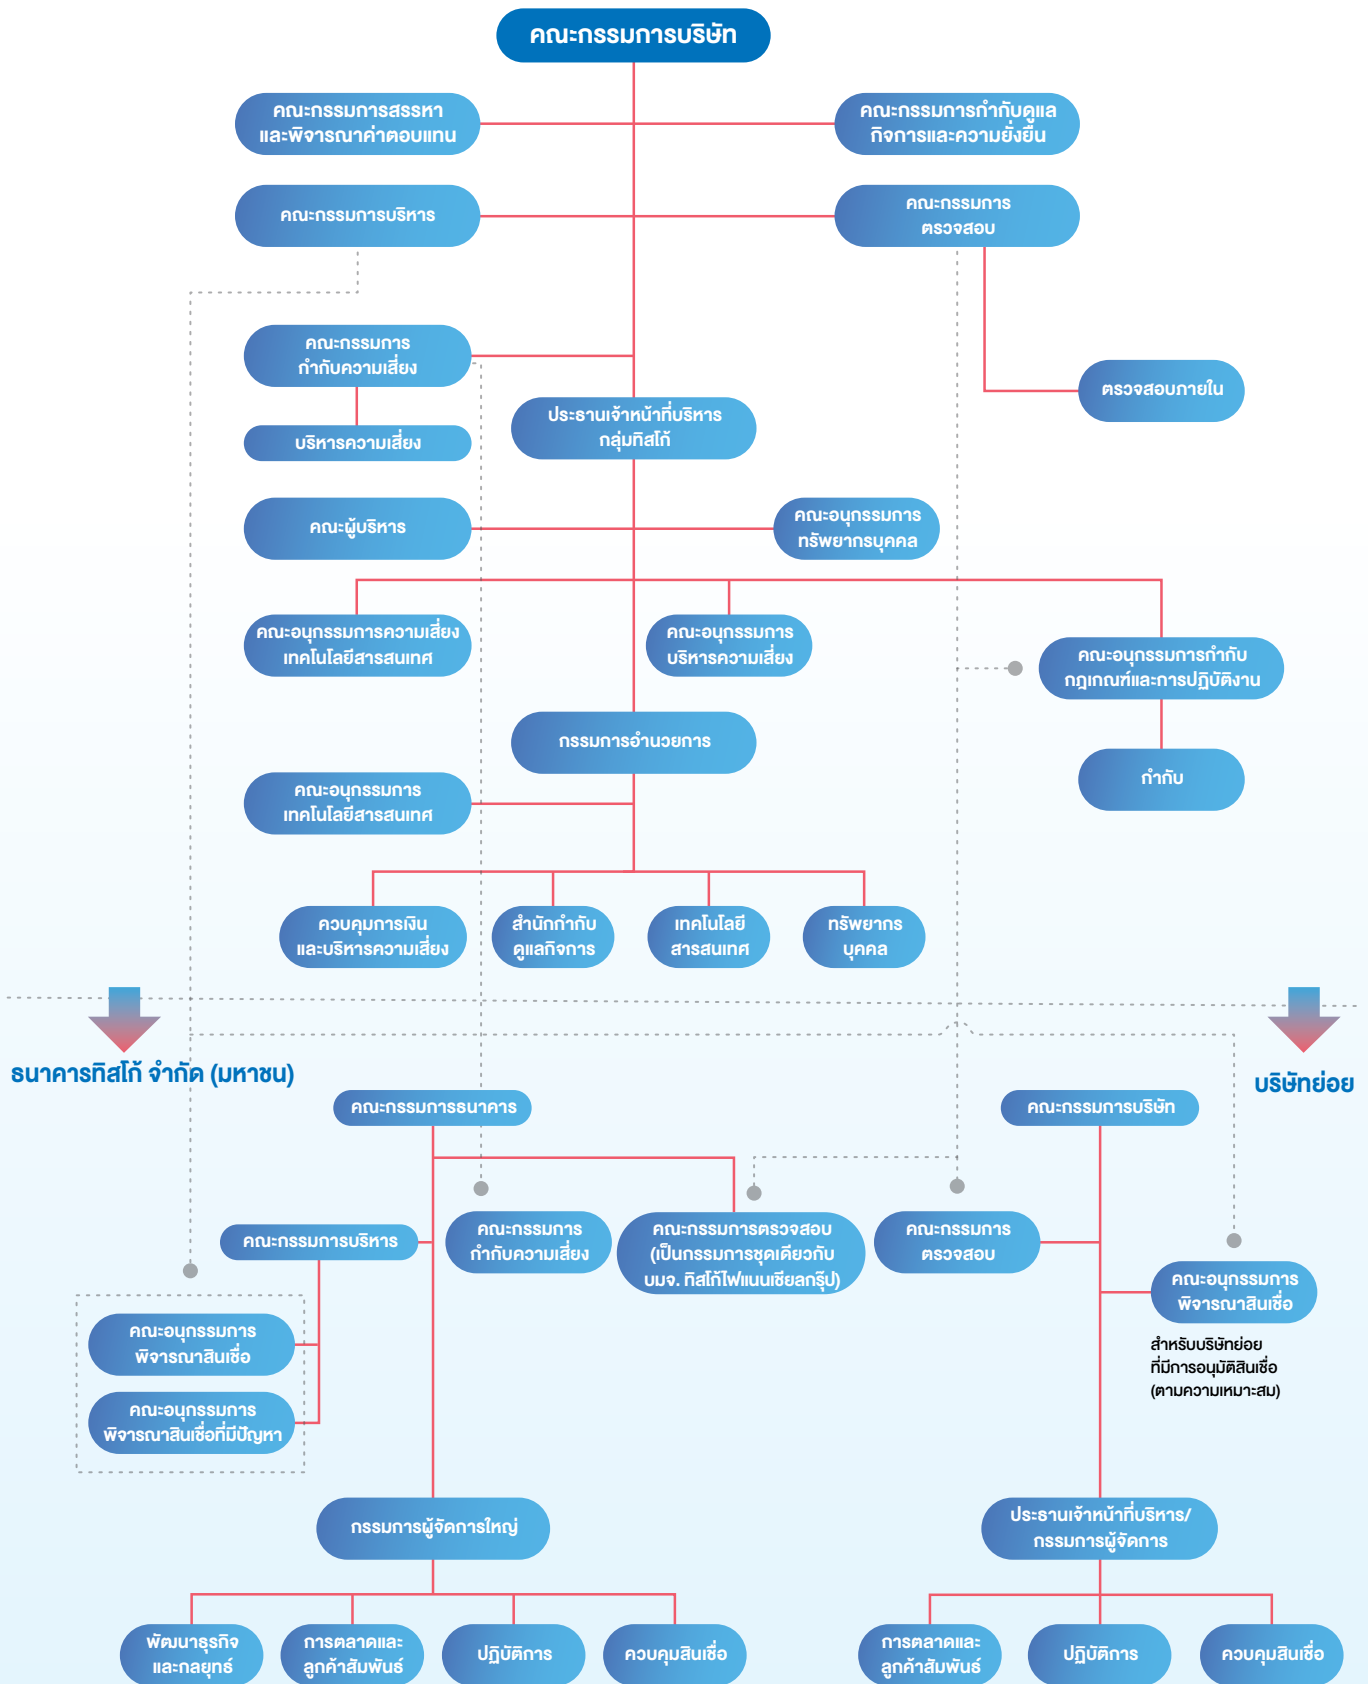 คณะกรรมการบริษัท
คณะกรรมการสรรหา
และพิจารณาค่าตอบแทน
คณะกรรมการกำกับดูแล
กิจการและความยั่งยืน
คณะกรรมการบริหาร
คณะกรรมการ
ตรวจสอบ
คณะกรรมการ
กำกับความเสี่ยง
ตรวจสอบภายใน
ประธานเจ้าหน้าที่บริหาร
กลุ่มทิสโก้
บริหารความเสี่ยง
คณะผู้บริหาร
คณะอนุกรรมการ
ทรัพยากรบุคคล
คณะอนุกรรมการความเสี่ยง
เทคโนโลยีสารสนเทศ
คณะอนุกรรมการ
บริหารความเสี่ยง
คณะอนุกรรมการกำกับ
กฎเกณฑ์และการปฏิบัติงาน
กรรมการอำนวยการ
กำกับ
คณะอนุกรรมการ
เทคโนโลยีสารสนเทศ
ควบคุมการเงิน
และบริหารความเสี่ยง
สำนักกำกับ
ดูแลกิจการ
เทคโนโลยี
สารสนเทศ
ทรัพยากร
บุคคล
ธนาคารทิสโก้ จำกัด (มหาชน)
บริษัทย่อย
คณะกรรมการธนาคาร
คณะกรรมการบริษัท
คณะกรรมการบริหาร
คณะกรรมการ
กำกับความเสี่ยง
คณะกรรมการตรวจสอบ
(เป็นกรรมการชุดเดียวกับ
บมจ. ทิสโก้ไฟแนนเชียลกรุ๊ป)
คณะกรรมการ
ตรวจสอบ
คณะอนุกรรมการ
พิจารณาสินเชื่อ
สำหรับบริษัทย่อย
ที่มีการอนุมัติสินเชื่อ
(ตามความเหมาะสม)
คณะอนุกรรมการ
พิจารณาสินเชื่อ
คณะอนุกรรมการ
พิจารณาสินเชื่อที่มีปัญหา
กรรมการผู้จัดการใหญ่
ประธานเจ้าหน้าที่บริหาร/
กรรมการผู้จัดการ
พัฒนาธุรกิจ
และกลยุทธ์
การตลาดและ
ลูกค้าสัมพันธ์
ปฏิบัติการ
ควบคุมสินเชื่อ
การตลาดและ
ลูกค้าสัมพันธ์
ปฏิบัติการ
ควบคุมสินเชื่อ